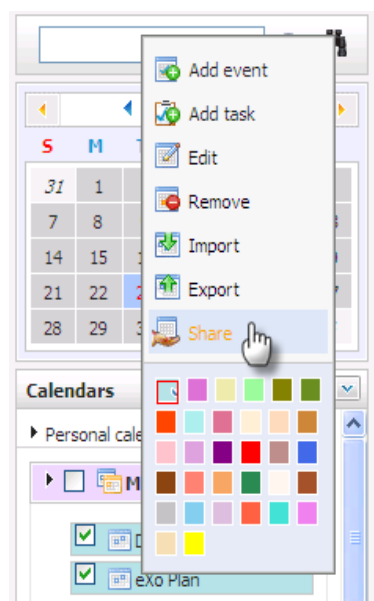 Add event
Add task
S M
31 1
7 8
14 15
21 22
28 29
Edit
Remove
Import
Export
Share
Calendars
Personal cale
M
eXo Plan